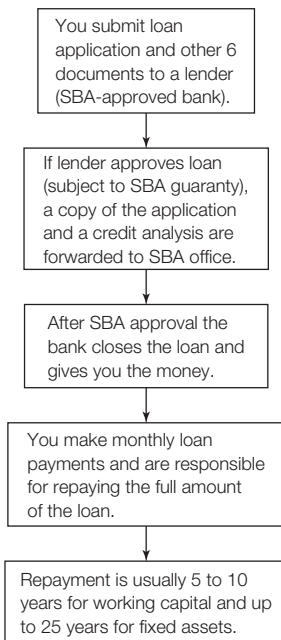 You submit loan
application and other 6
documents to a lender
(SBA-approved bank).
If lender approves loan
(subject to SBA guaranty),
a copy of the application
and a credit analysis are
forwarded to SBA office.
After SBA approval the
bank closes the loan and
gives you the money.
You make monthly loan
payments and are responsible
for repaying the full amount
of the loan.
Repayment is usually 5 to 10
years for working capital and up
to 25 years for fixed assets.